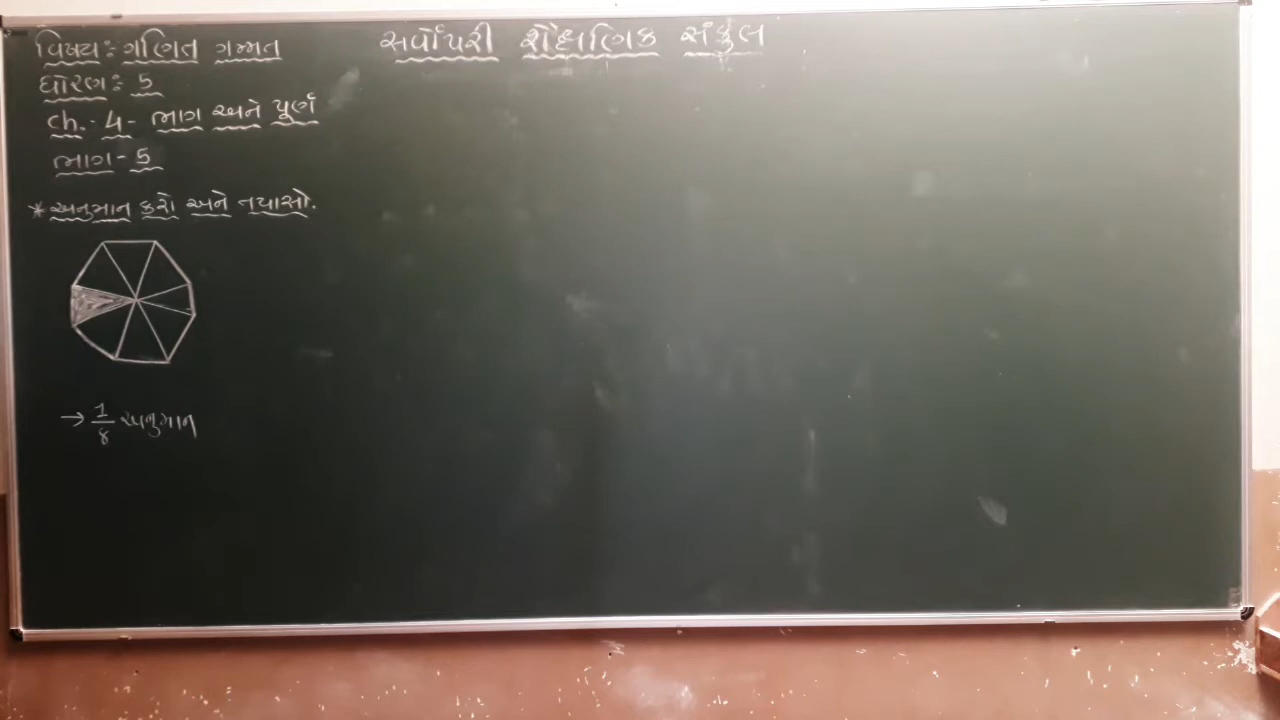 સર્વોપરી શૈક્ષણિક સંકુલ
વિષય: ગણિત ગમ્મત
ધોરણ: 5
ch.- 4- ભાગ અને પૂર્ણ
ભાગ-5
* અનુમાન કરો અને તપાસો.
→ 1/8 અનુમાન